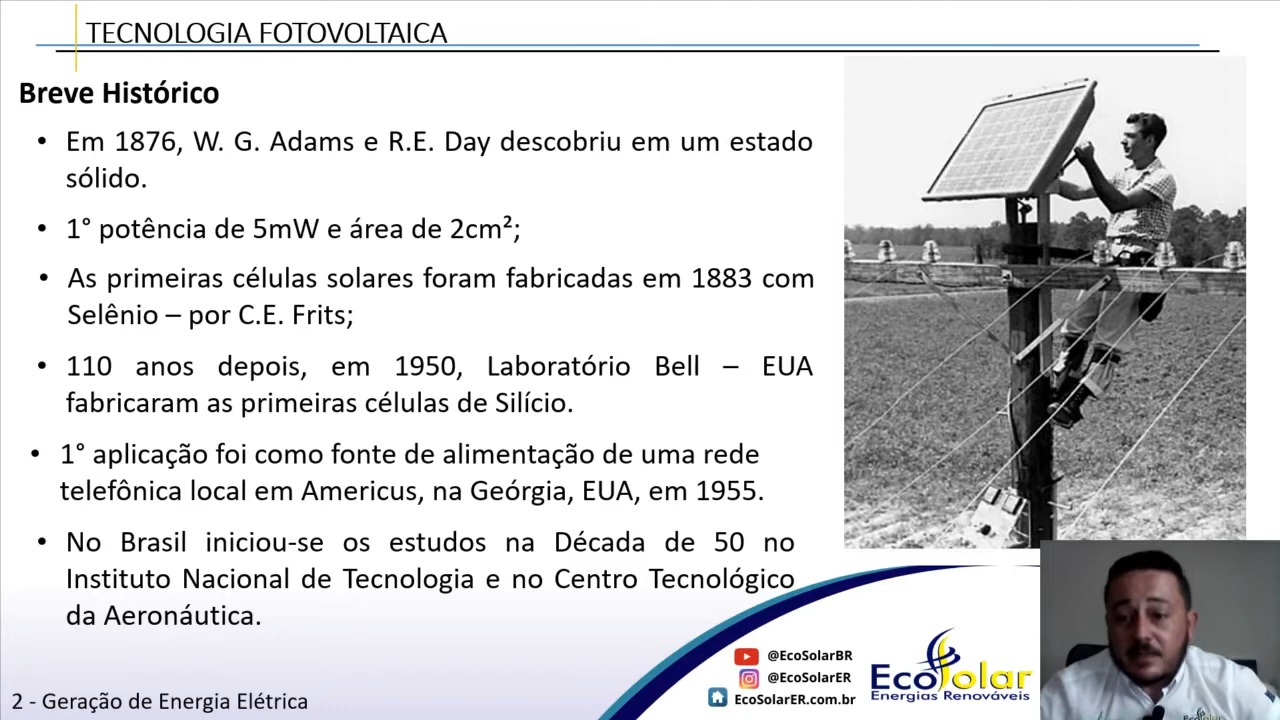 TECNOLOGIA FOTOVOLTAICA
Breve Histórico
• Em 1876, W. G. Adams e R.E. Day descobriu em um estado
sólido.
• 1° potência de 5mW e área de 2cm²;
• As primeiras células solares foram fabricadas em 1883 com
Selênio – por C.E. Frits;
• 110 anos depois, em 1950, Laboratório Bell – EUA
fabricaram as primeiras células de Silício.
• 1° aplicação foi como fonte de alimentação de uma rede
telefônica local em Americus, na Geórgia, EUA, em 1955.
• No Brasil iniciou-se os estudos na Década de 50 no
Instituto Nacional de Tecnologia e no Centro Tecnológico
da Aeronáutica.
@EcoSolarBR
@EcoSolarER
EcoSolarER.com.br
EcoSolar
Energias Renováveis
2 - Geração de Energia Elétrica